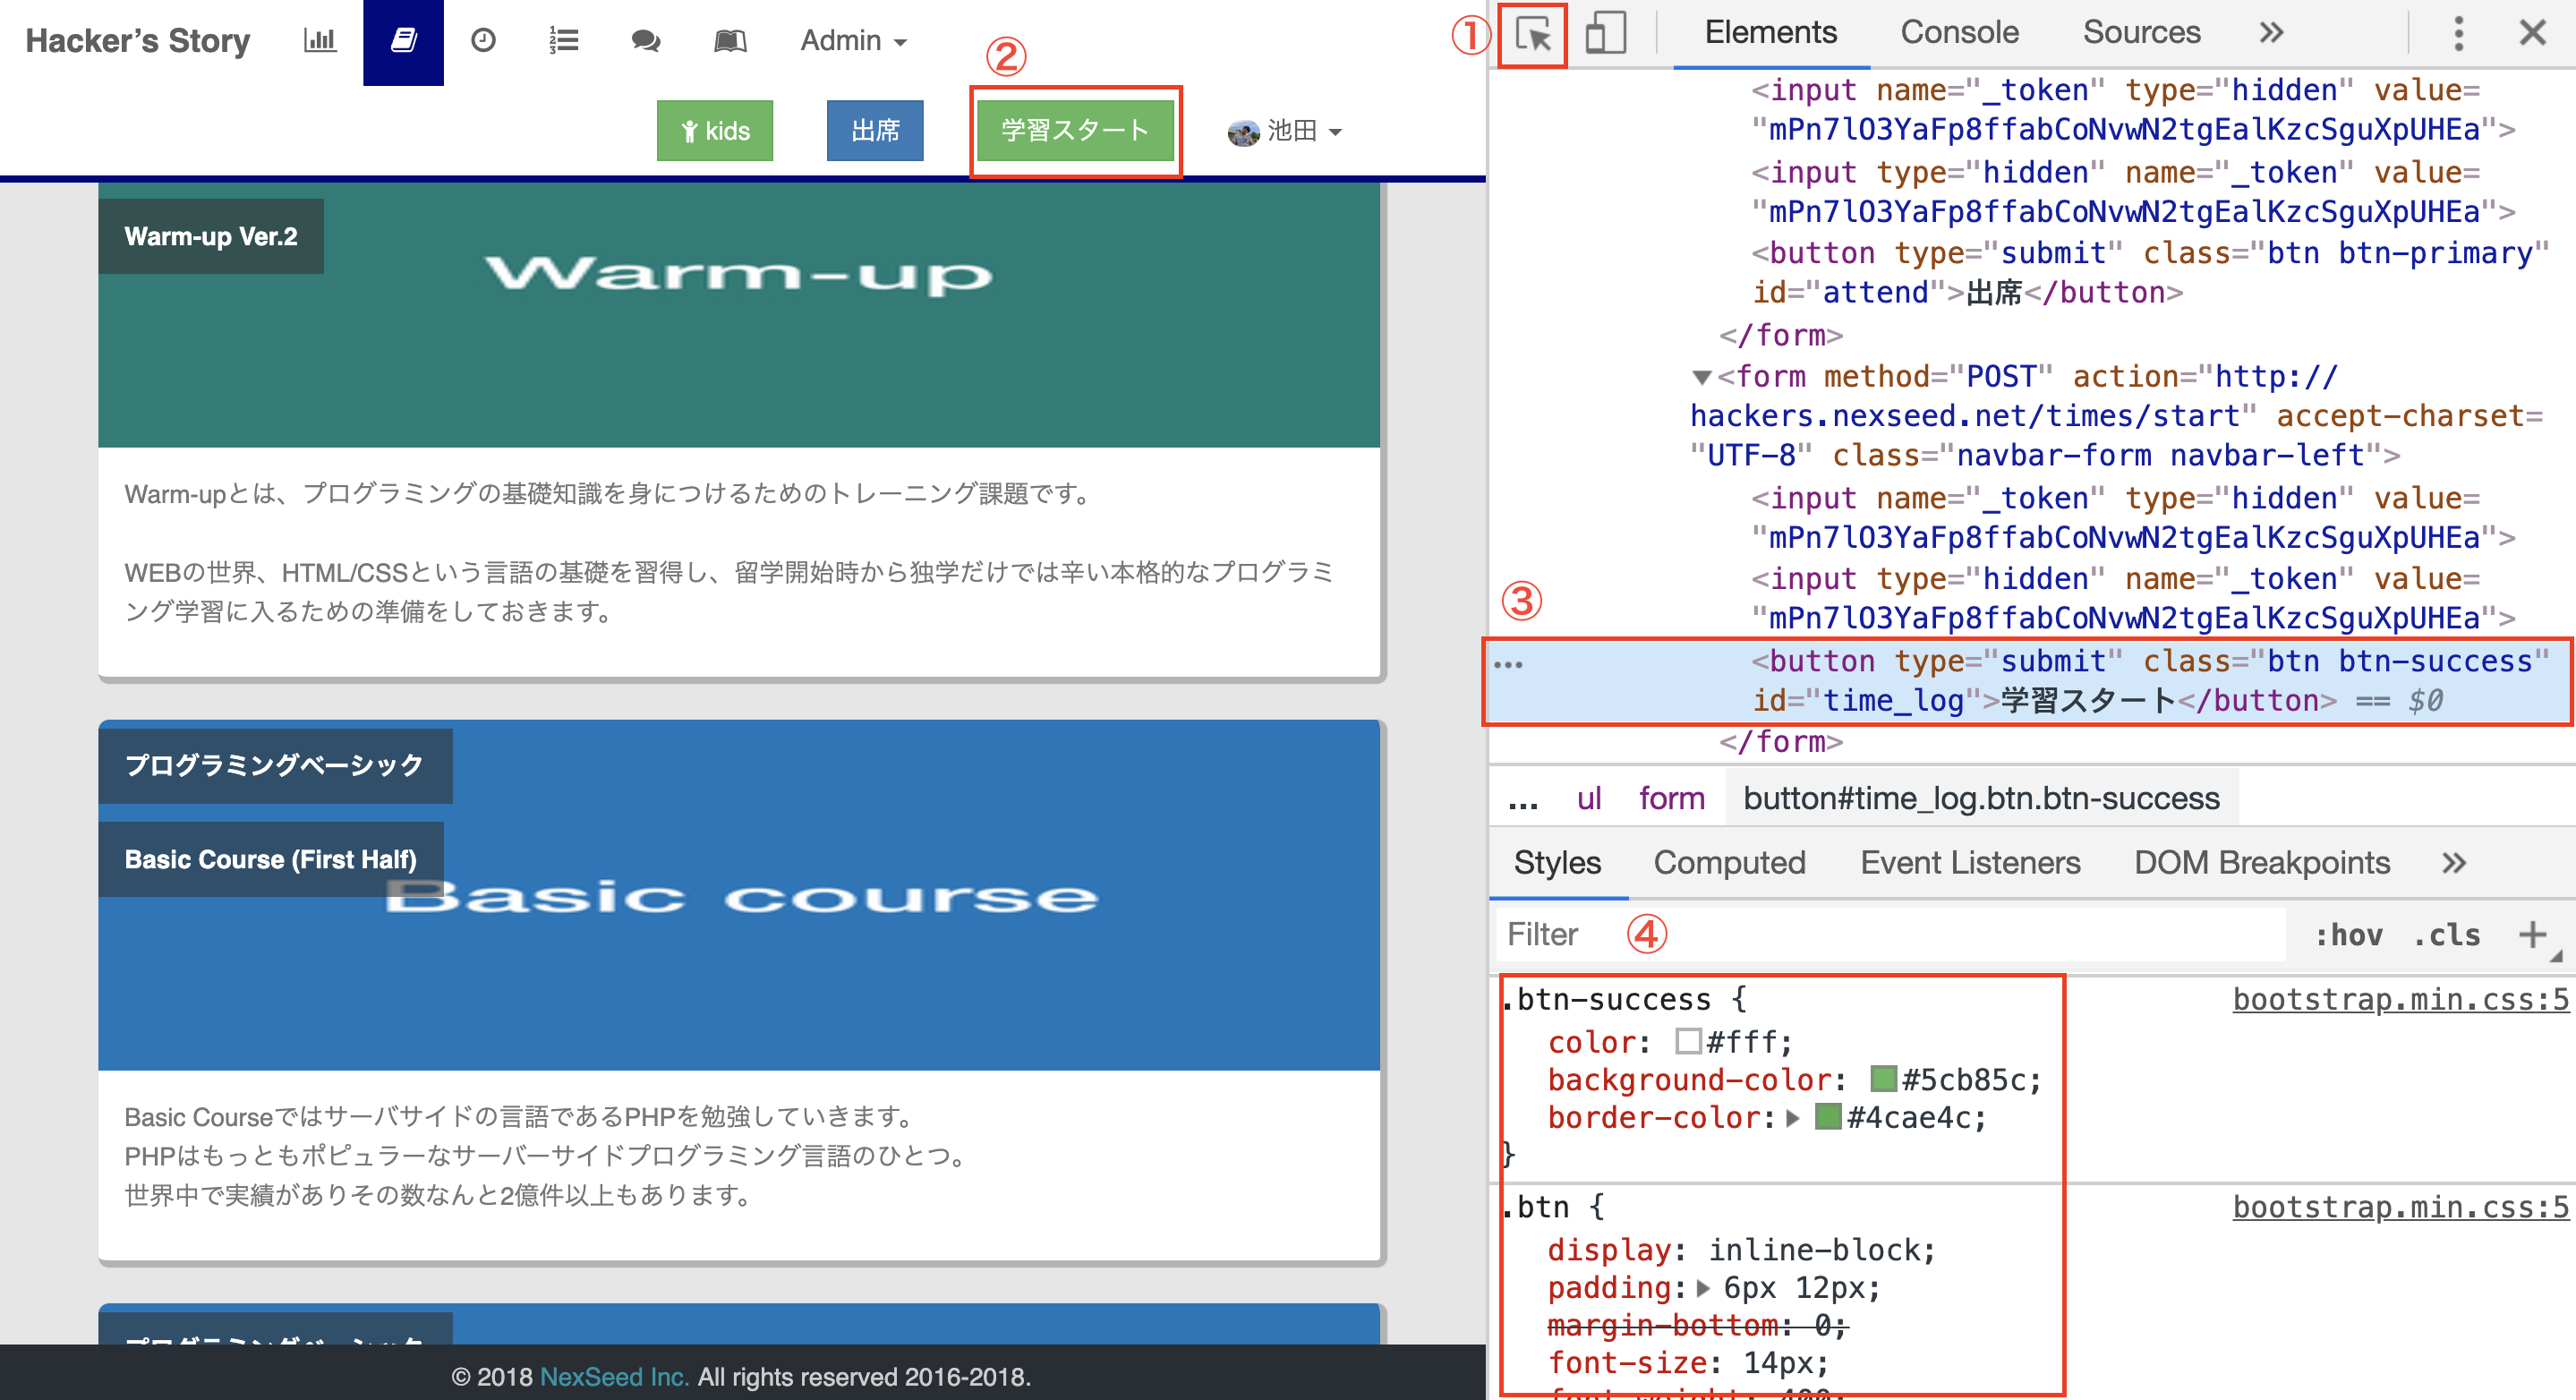 Hacker's Story
Admin
②
kids
出席
学習スタート
池田
Warm-up Ver.2
Warm-up
Warm-upとは、プログラミングの基礎知識を身につけるためのトレーニング課題です。
WEBの世界、HTML/CSSという言語の基礎を習得し、留学開始時から独学だけでは辛い本格的なプログラミ
ング学習に入るための準備をしておきます。
プログラミングベーシック
Basic Course (First Half)
Basic course
Basic Courseではサーバサイドの言語であるPHPを勉強していきます。
PHPはもっともポピュラーなサーバーサイドプログラミング言語のひとつ。
世界中で実績がありその数なんと2億件以上もあります。
プログラミングベーシック
© 2018 NexSeed Inc. All rights reserved 2016-2018.
①
Elements Console Sources »
<input name="_token" type="hidden" value=
"mPn7lO3YaFp8ffabCoNvwN2tgEalKzcSguXpUHEa">
<input type="hidden" name="_token" value=
"mPn7lO3YaFp8ffabCoNvwN2tgEalKzcSguXpUHEa">
<button type="submit" class="btn btn-primary"
id="attend">出席</button>
</form>
▼<form method="POST" action="http://
hackers.nexseed.net/times/start" accept-charset=
"UTF-8" class="navbar-form navbar-left">
<input name="_token" type="hidden" value=
"mPn7lO3YaFp8ffabCoNvwN2tgEalKzcSguXpUHEa">
<input type="hidden" name="_token" value=
"mPn7lO3YaFp8ffabCoNvwN2tgEalKzcSguXpUHEa">
③
… <button type="submit" class="btn btn-success"
id="time_log">学習スタート</button> == $0
</form>
… ul form button#time_log.btn.btn-success
Styles Computed Event Listeners DOM Breakpoints »
Filter ④ :hov .cls +
.btn-success { bootstrap.min.css:5
color: #fff;
background-color: #5cb85c;
border-color:▶ #4cae4c;
}
.btn { bootstrap.min.css:5
display: inline-block;
padding:▶ 6px 12px;
margin-bottom: 0;
font-size: 14px;
font-weight: 400;